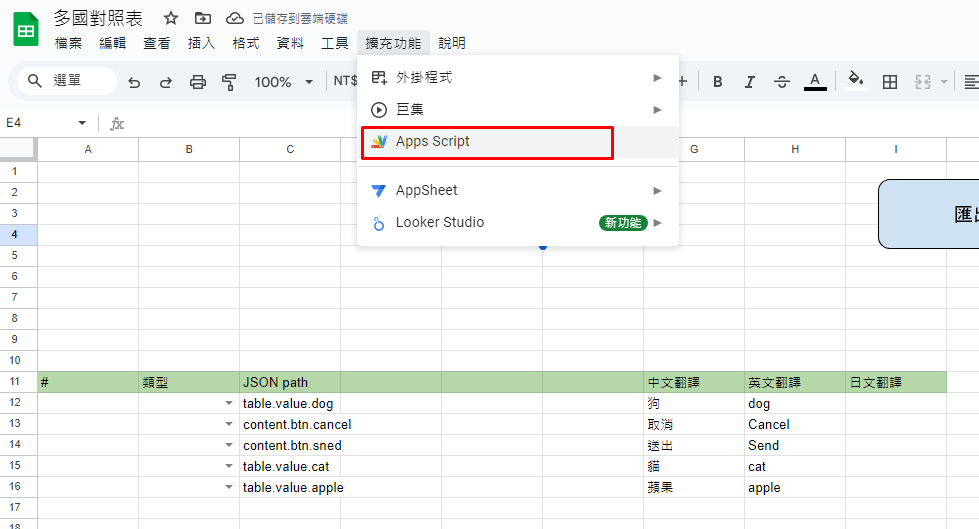 多國對照表 已儲存到雲端硬碟
檔案 編輯 查看 插入 格式 資料 工具 擴充功能 說明
選單 100% NT$ B I A
外掛程式
巨集
Apps Script
AppSheet
Looker Studio 新功能
E4 fx
A B C G H I
1
2
3
匯
4
5
6
7
8
9
10
11 # 類型 JSON path 中文翻譯 英文翻譯 日文翻譯
12 table.value.dog 狗 dog
13 content.btn.cancel 取消 Cancel
14 content.btn.sned 送出 Send
15 table.value.cat 貓 cat
16 table.value.apple 蘋果 apple
17
18